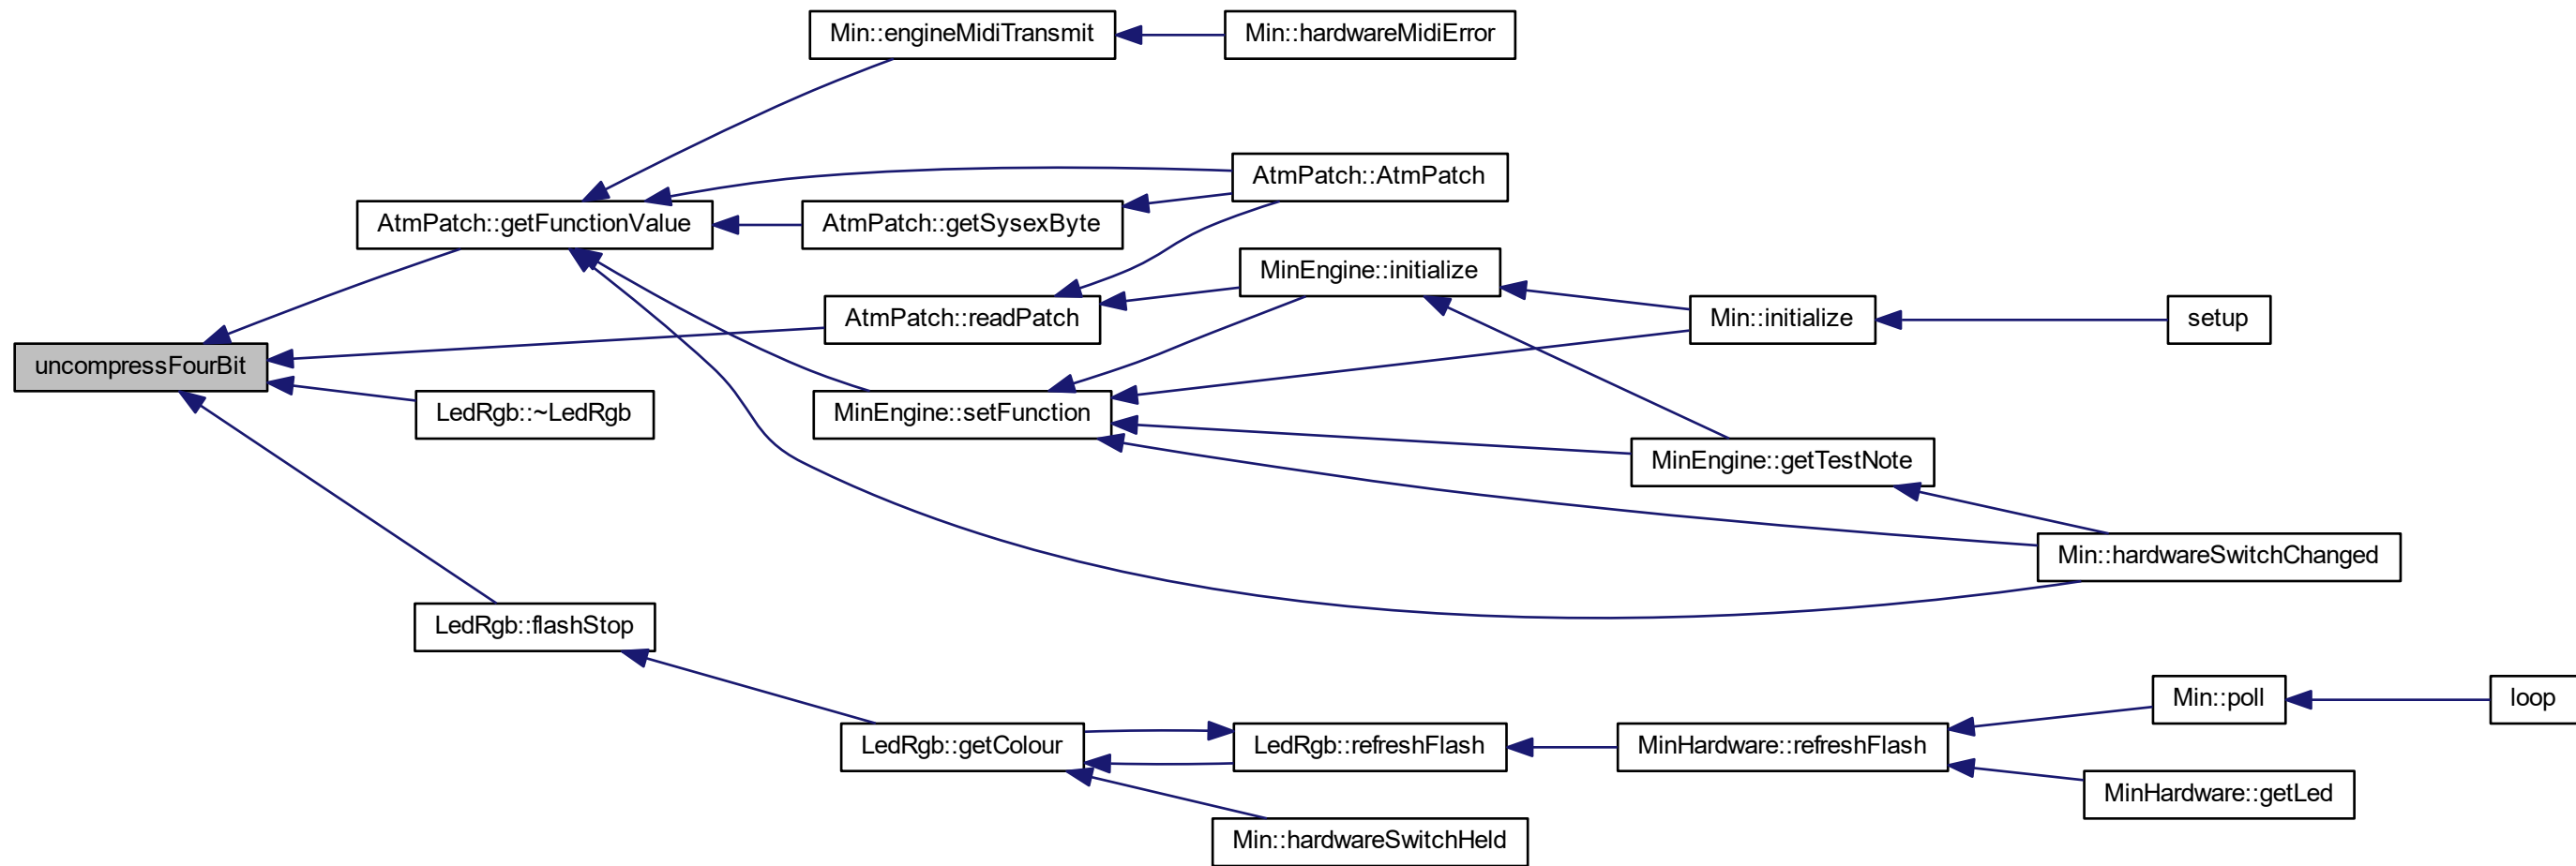 Min::engineMidiTransmit
Min::hardwareMidiError
AtmPatch::AtmPatch
AtmPatch::getFunctionValue
AtmPatch::getSysexByte
MinEngine::initialize
AtmPatch::readPatch
Min::initialize
setup
uncompressFourBit
LedRgb::~LedRgb
MinEngine::setFunction
MinEngine::getTestNote
Min::hardwareSwitchChanged
LedRgb::flashStop
Min::poll
loop
LedRgb::getColour
LedRgb::refreshFlash
MinHardware::refreshFlash
MinHardware::getLed
Min::hardwareSwitchHeld